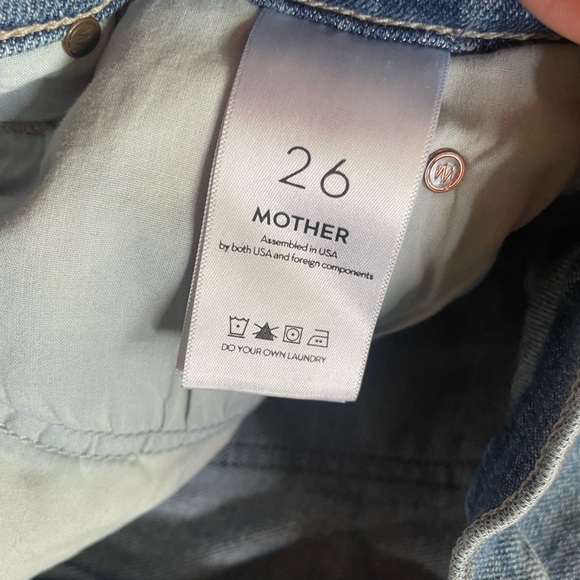 26
MOTHER
Assembled in USA
by both USA and foreign components
DO YOUR OWN LAUNDRY